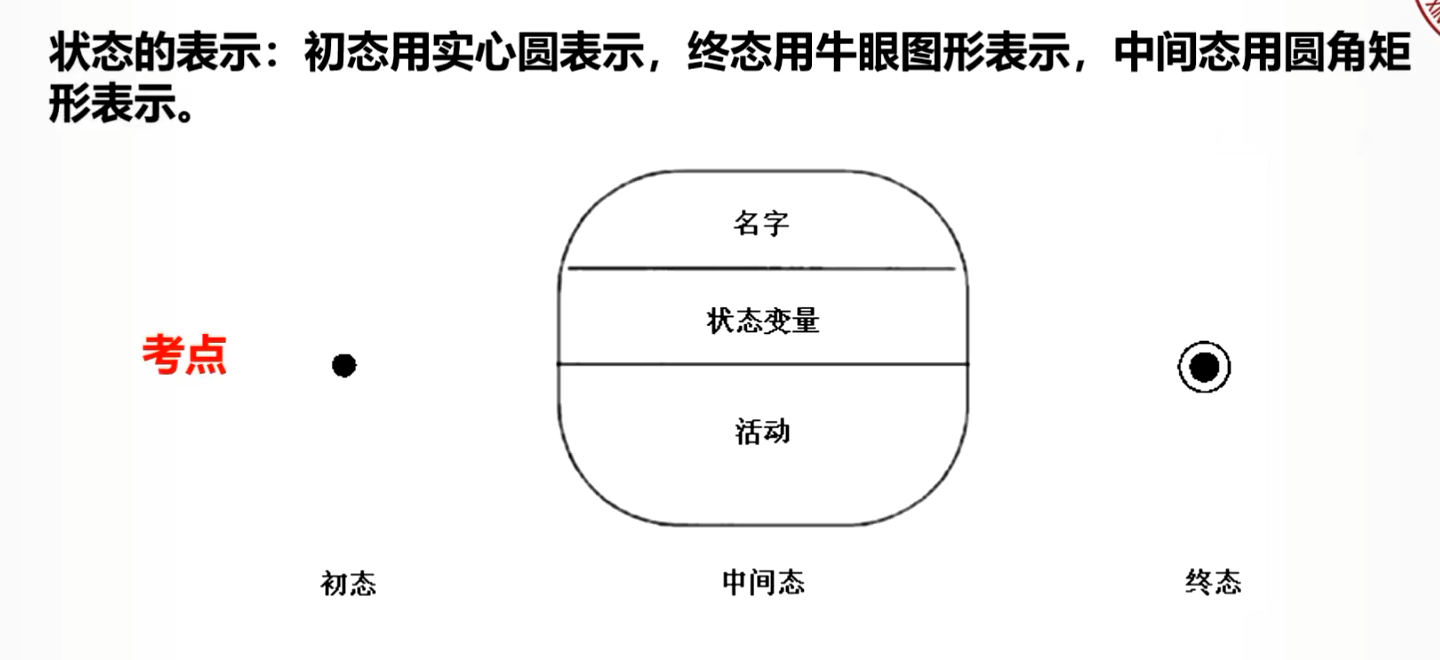 状态的表示：初态用实心圆表示，终态用牛眼图形表示，中间态用圆角矩
形表示。
名字
状态变量
考点
活动
初态
中间态
终态